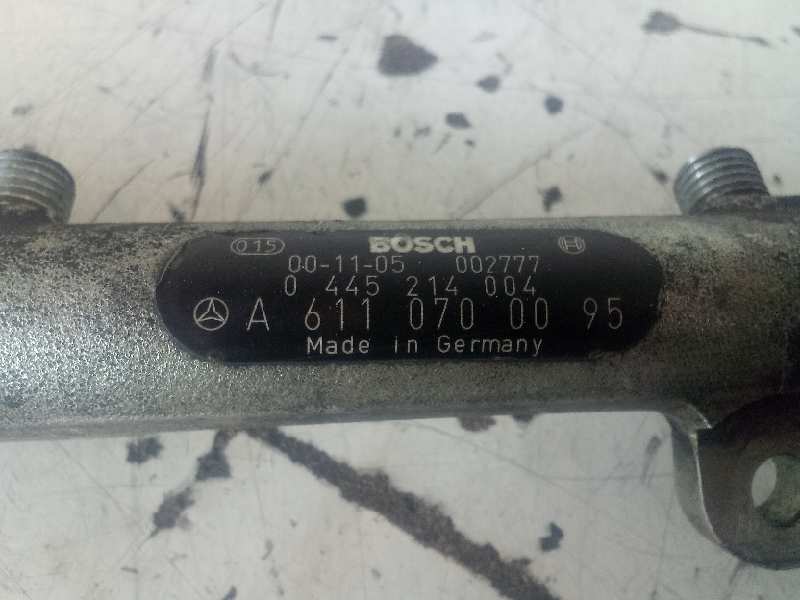 015 BOSCH
00-11-05 002777
0 445 214 004
A 611 070 00 95
Made in Germany